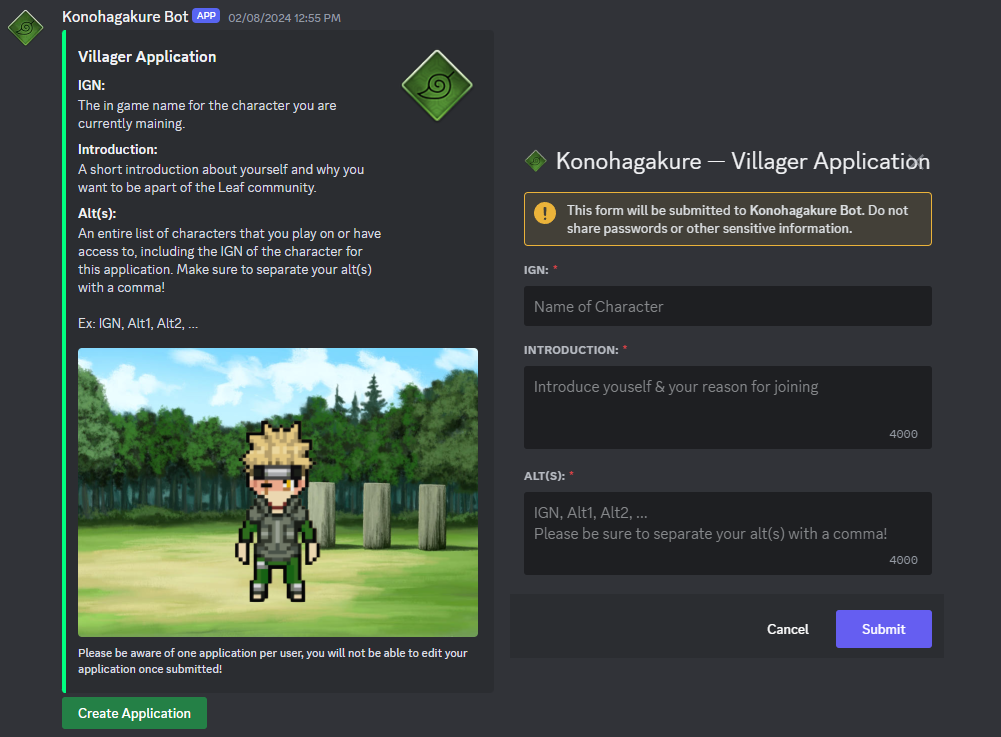 Konohagakure Bot APP 02/08/2024 12:55 PM
Villager Application
IGN:
The in game name for the character you are
currently maining.
Introduction:
A short introduction about yourself and why you
want to be apart of the Leaf community.
Alt(s):
An entire list of characters that you play on or have
access to, including the IGN of the character for
this application. Make sure to separate your alt(s)
with a comma!
Ex: IGN, Alt1, Alt2, ...
Please be aware of one application per user, you will not be able to edit your
application once submitted!
Create Application
Konohagakure — Villager Application
This form will be submitted to Konohagakure Bot. Do not
share passwords or other sensitive information.
IGN: *
Name of Character
INTRODUCTION: *
Introduce youself & your reason for joining
4000
ALT(S): *
IGN, Alt1, Alt2, ...
Please be sure to separate your alt(s) with a comma!
4000
Cancel
Submit